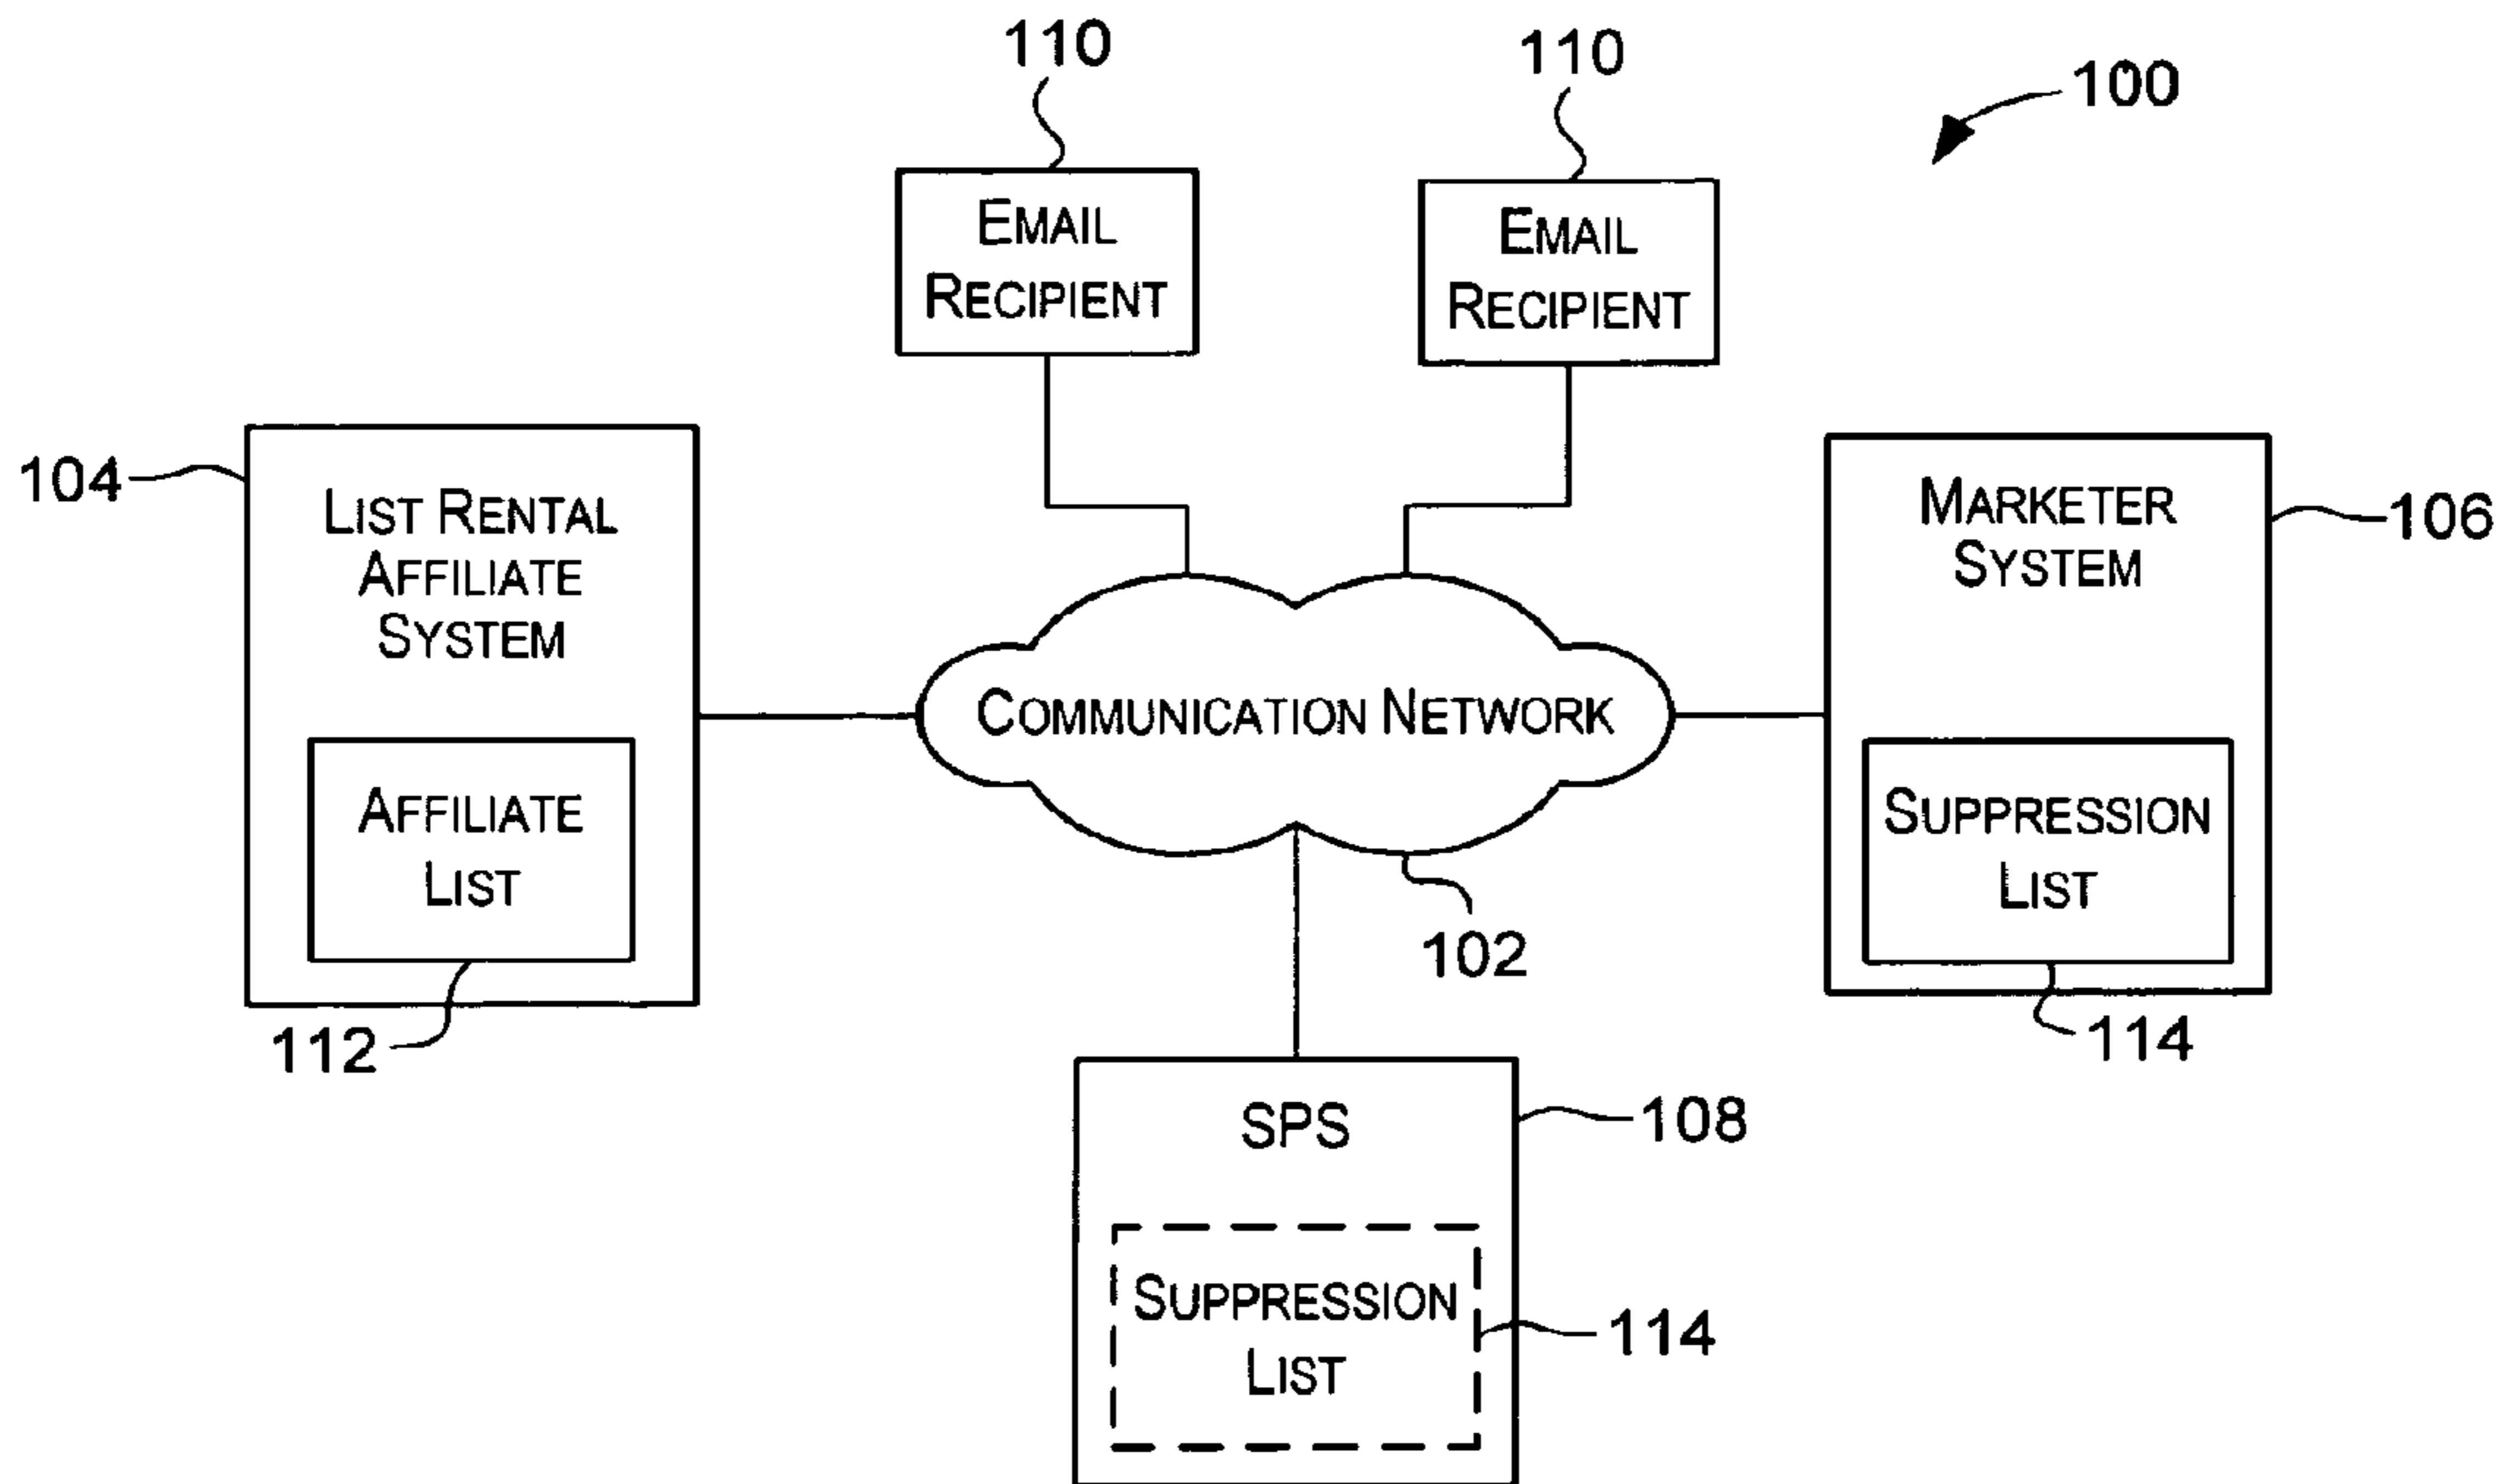 110
110
100
EMAIL
RECIPIENT
EMAIL
RECIPIENT
104
LIST RENTAL
AFFILIATE
SYSTEM
MARKETER
SYSTEM
106
COMMUNICATION NETWORK
AFFILIATE
LIST
SUPPRESSION
LIST
102
112
114
SPS
108
SUPPRESSION
LIST
114